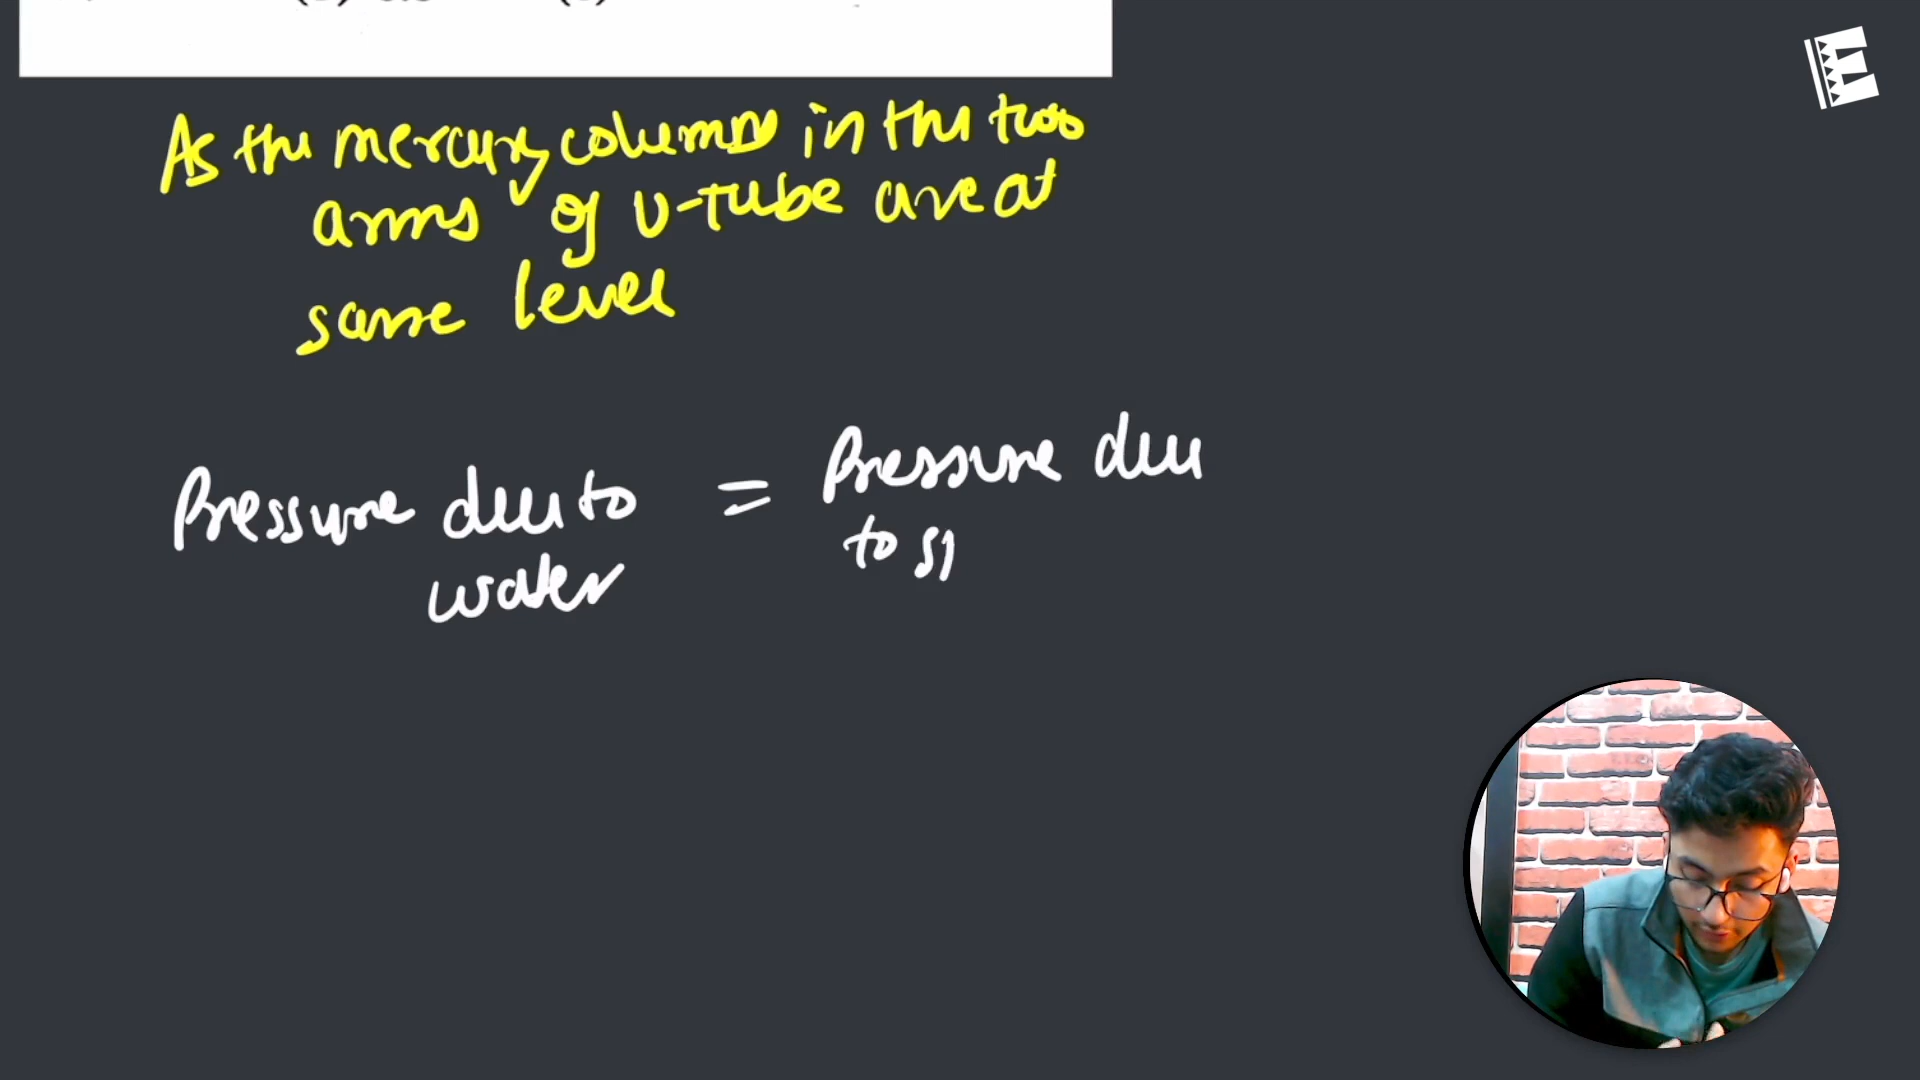 As the mercury columns in the two
arms of U-tube are at
same level
Pressure due to = Pressure due
water to sp